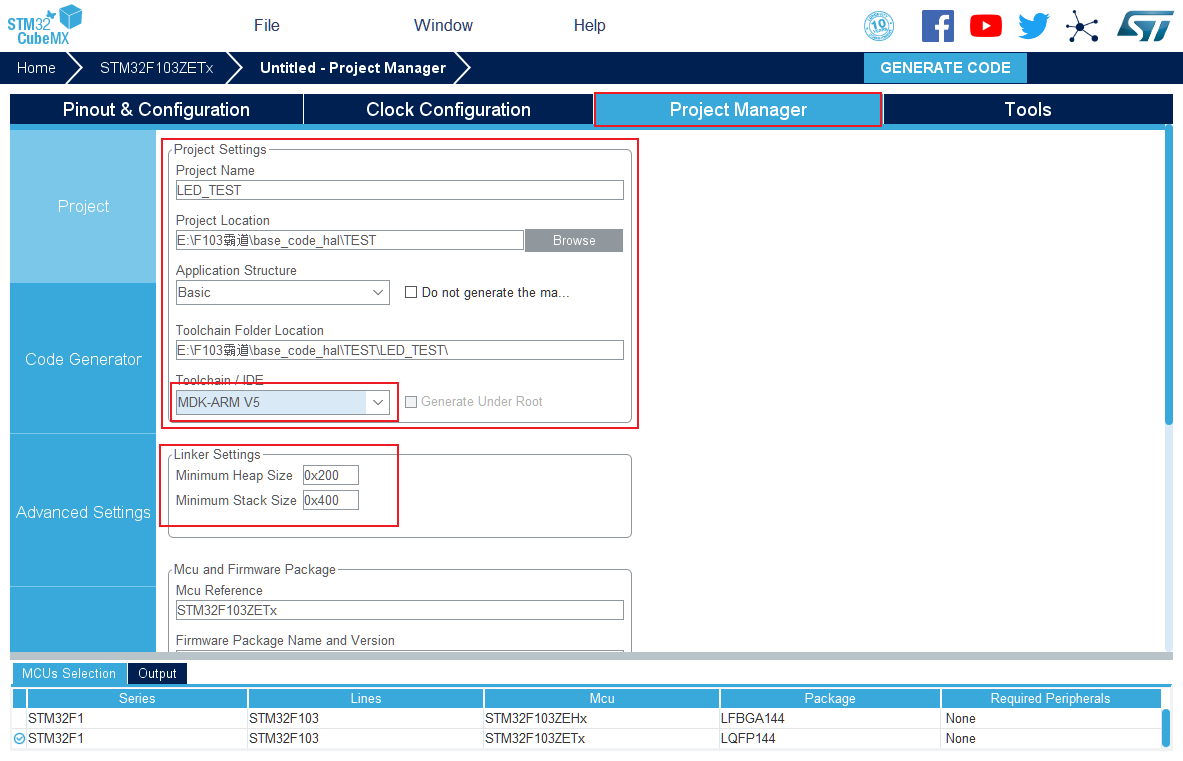 STM32
CubeMX
File Window Help
10
ST
Home STM32F103ZETx Untitled - Project Manager GENERATE CODE
Pinout & Configuration Clock Configuration Project Manager Tools
Project
Code Generator
Advanced Settings
Project Settings
Project Name
LED_TEST
Project Location
E:\F103霸道\base_code_hal\TEST Browse
Application Structure
Basic Do not generate the ma...
Toolchain Folder Location
E:\F103霸道\base_code_hal\TEST\LED_TEST\
Toolchain / IDE
MDK-ARM V5 Generate Under Root
Linker Settings
Minimum Heap Size 0x200
Minimum Stack Size 0x400
Mcu and Firmware Package
Mcu Reference
STM32F103ZETx
Firmware Package Name and Version
MCUs Selection Output
Series Lines Mcu Package Required Peripherals
STM32F1 STM32F103 STM32F103ZEHx LFBGA144 None
STM32F1 STM32F103 STM32F103ZETx LQFP144 None